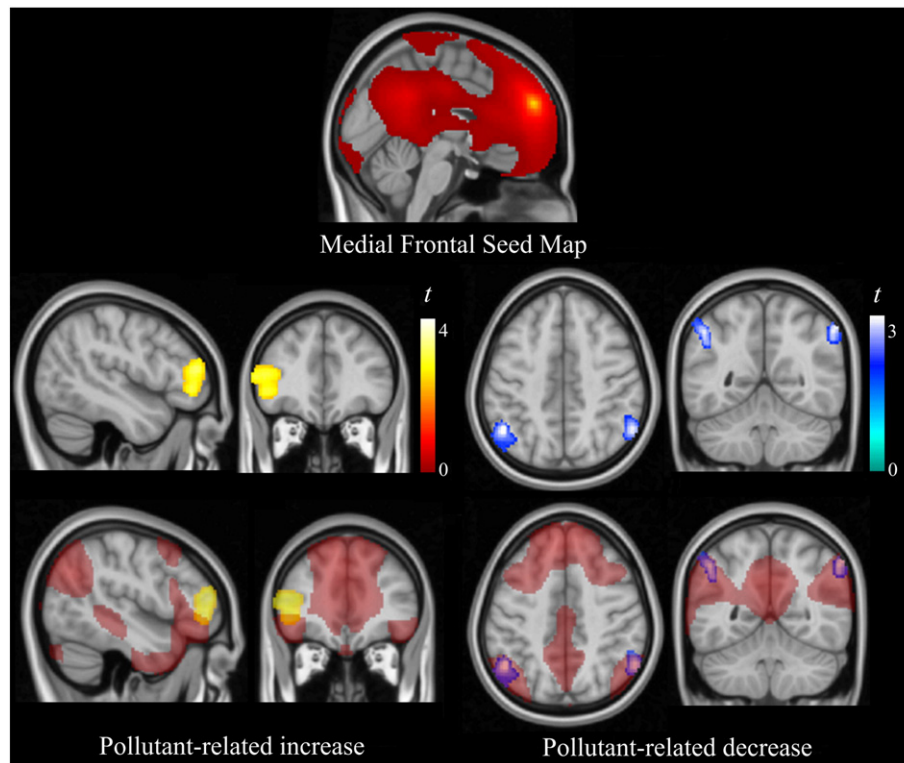 Medial Frontal Seed Map
t
4
0
t
3
0
Pollutant-related increase
Pollutant-related decrease